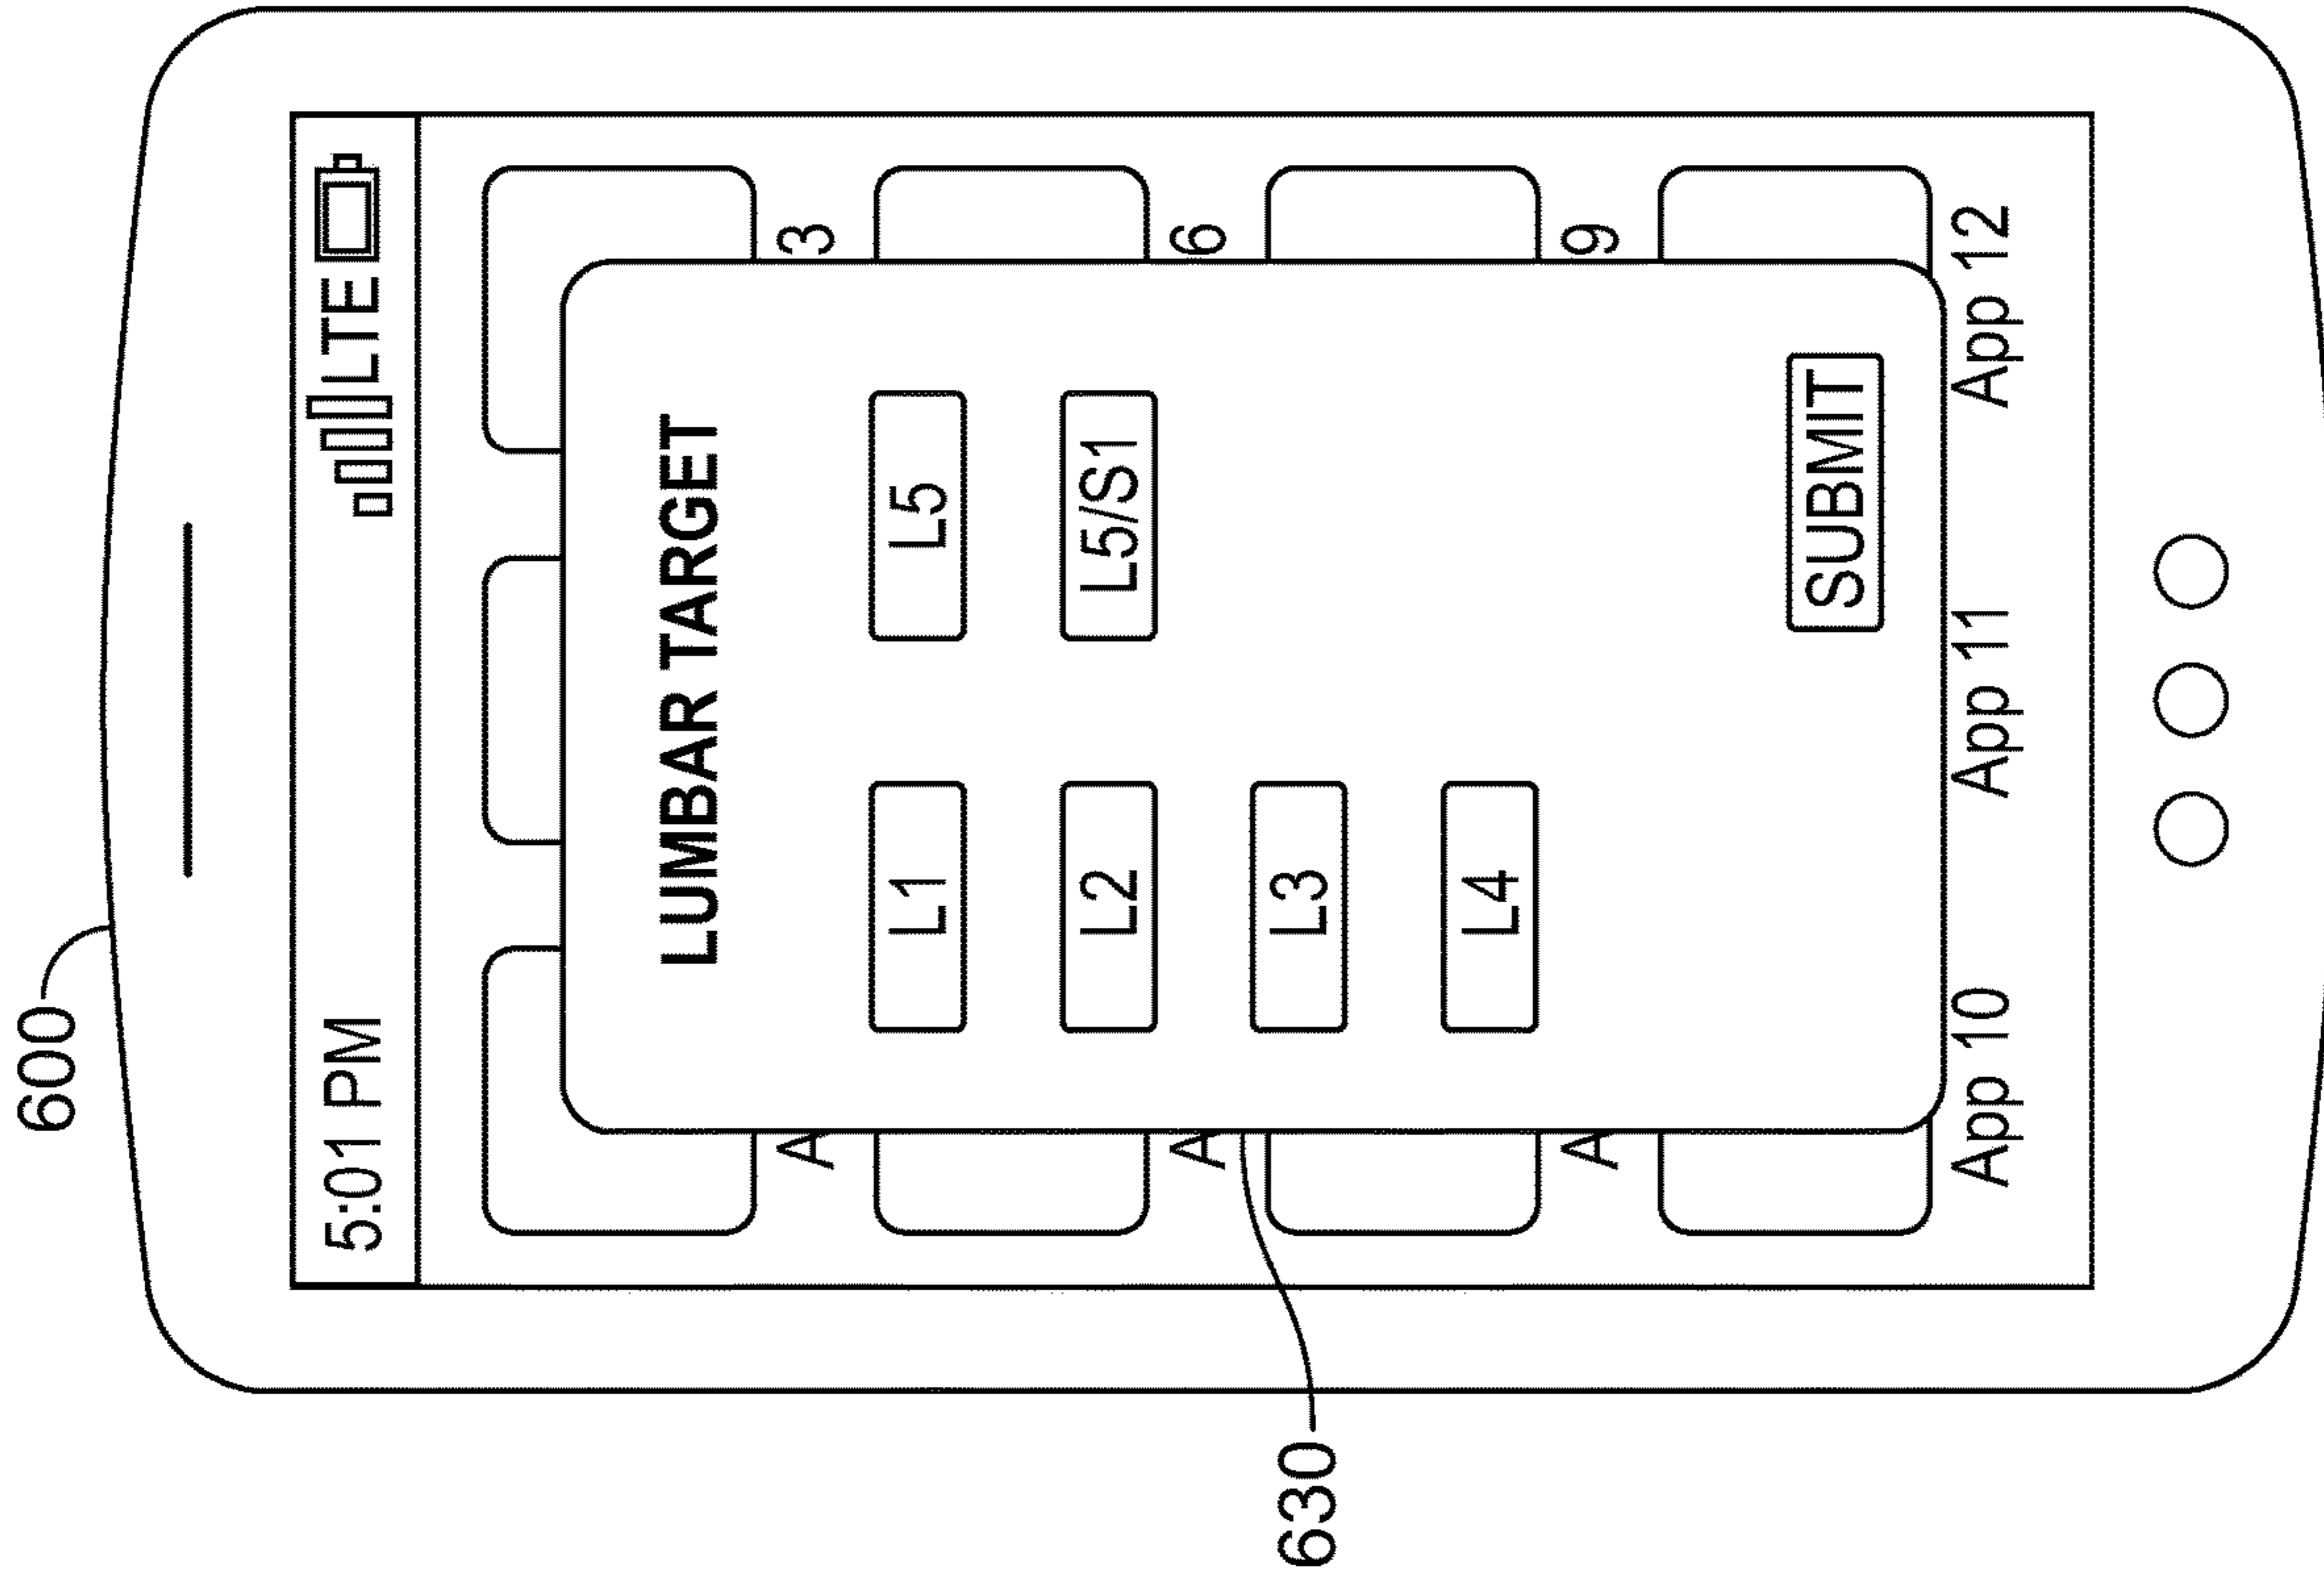 600
5:01 PM LTE
LUMBAR TARGET
L1 L5
A 3
L2 L5/S1
A 6
L3
L4
A 9
SUBMIT
App 10 App 11 App 12
630